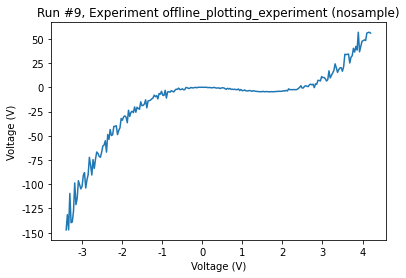 Run #9, Experiment offline_plotting_experiment (nosample)
50
25
0
-25
-50
-75
-100
-125
-150
Voltage (V)
-3 -2 -1 0 1 2 3 4
Voltage (V)